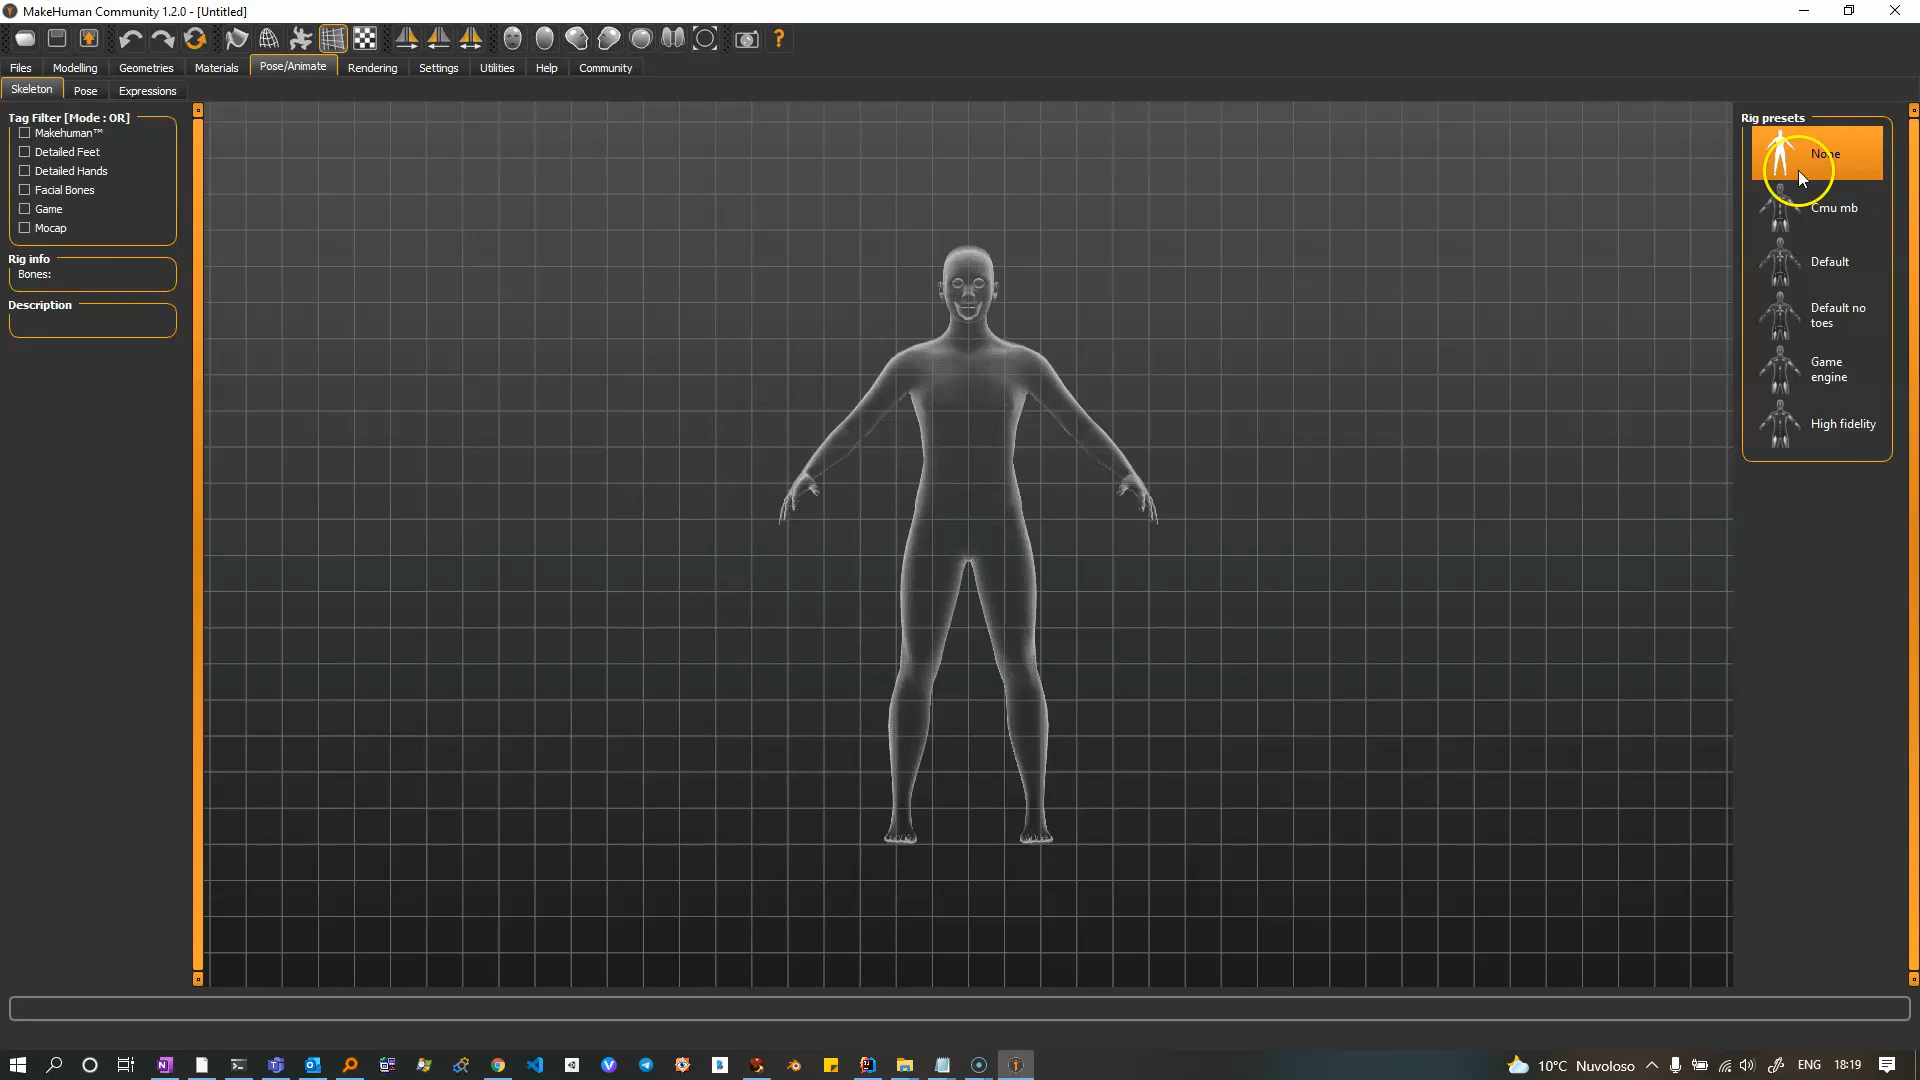 MakeHuman Community 1.2.0 - [Untitled]
Files Modelling Geometries Materials Pose/Animate Rendering Settings Utilities Help Community
Skeleton Pose Expressions
Tag Filter [Mode : OR]
Makehuman™
Detailed Feet
Detailed Hands
Facial Bones
Game
Mocap
Rig info
Bones:
Description
Rig presets
None
Cmu mb
Default
Default no
toes
Game
engine
High fidelity
10°C Nuvoloso ENG 18:19